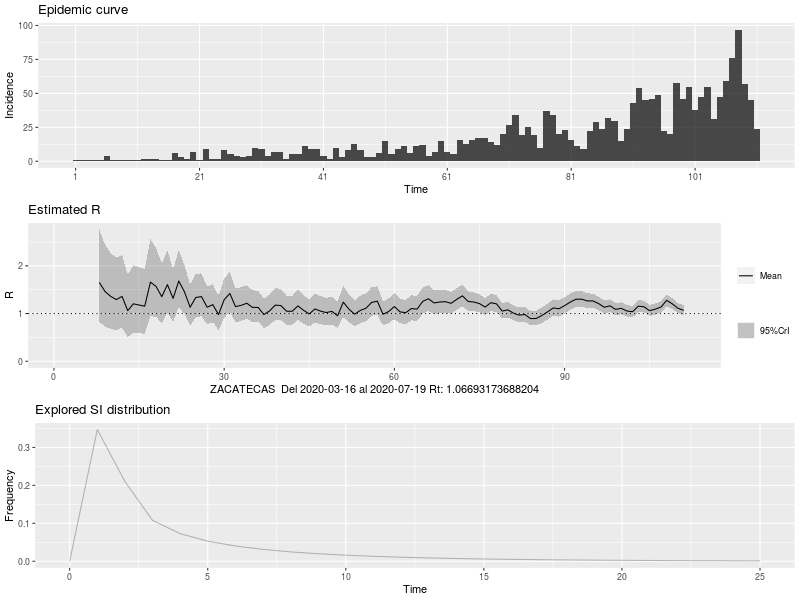 Epidemic curve
100
75
50
25
0
Incidence
1 21 41 61 81 101
Time
Estimated R
2
1
0
R
0 30 60 90
ZACATECAS Del 2020-03-16 al 2020-07-19 Rt: 1.06693173688204
Mean
95%CrI
Explored SI distribution
0.3
0.2
0.1
0.0
Frequency
0 5 10 15 20 25
Time